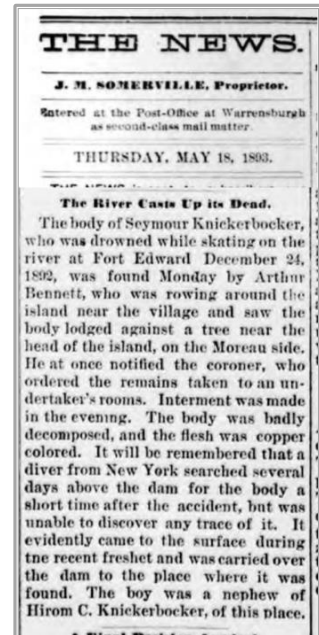 THE NEWS.
J. M. SOMERVILLE, Proprietor.
Entered at the Post-Office at Warrensburgh
as second-class mail matter.
THURSDAY, MAY 18, 1893.
The River Casts Up its Dead.
The body of Seymour Knickerbocker,
who was drowned while skating on the
river at Fort Edward December 24,
1892, was found Monday by Arthur
Bennett, who was rowing around the
island near the village and saw the
body lodged against a tree near the
head of the island, on the Moreau side.
He at once notified the coroner, who
ordered the remains taken to an un-
dertaker's rooms. Interment was made
in the evening. The body was badly
decomposed, and the flesh was copper
colored. It will be remembered that a
diver from New York searched several
days above the dam for the body a
short time after the accident, but was
unable to discover any trace of it. It
evidently came to the surface during
tne recent freshet and was carried over
the dam to the place where it was
found. The boy was a nephew of
Hirom C. Knickerbocker, of this place.